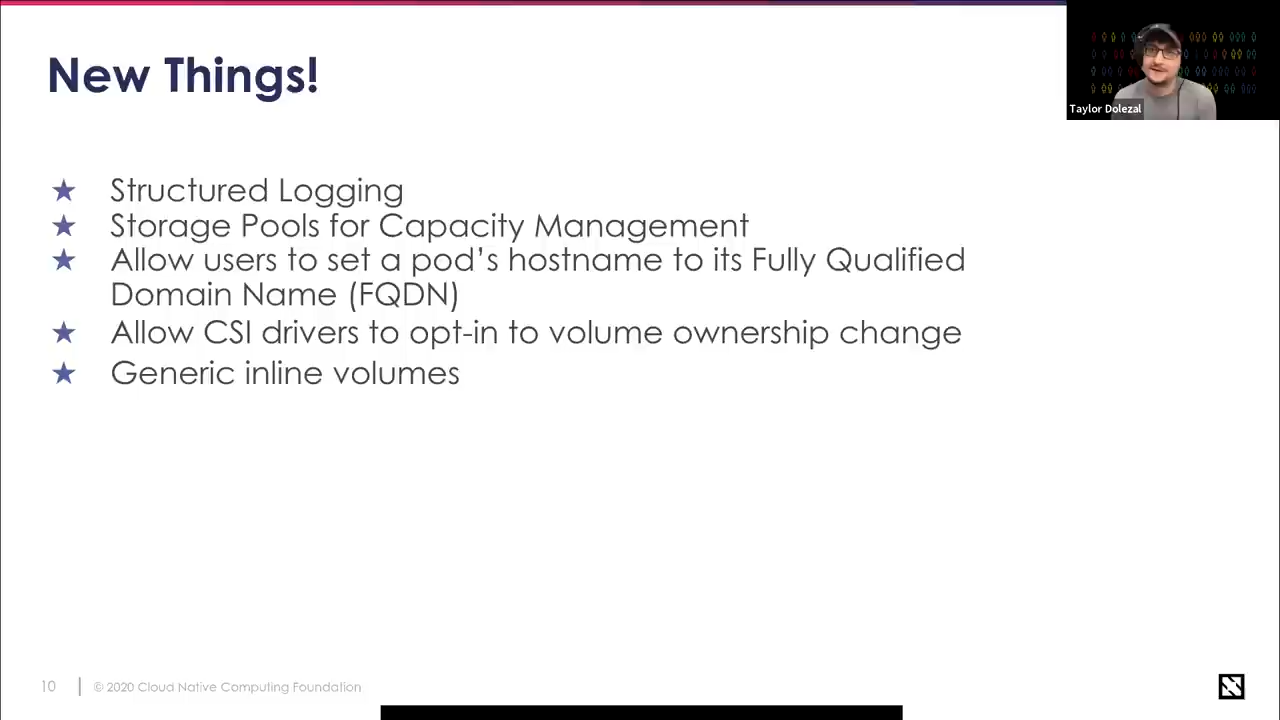 New Things!
Taylor Dolezal
★ Structured Logging
★ Storage Pools for Capacity Management
★ Allow users to set a pod’s hostname to its Fully Qualified
Domain Name (FQDN)
★ Allow CSI drivers to opt-in to volume ownership change
★ Generic inline volumes
10 | © 2020 Cloud Native Computing Foundation